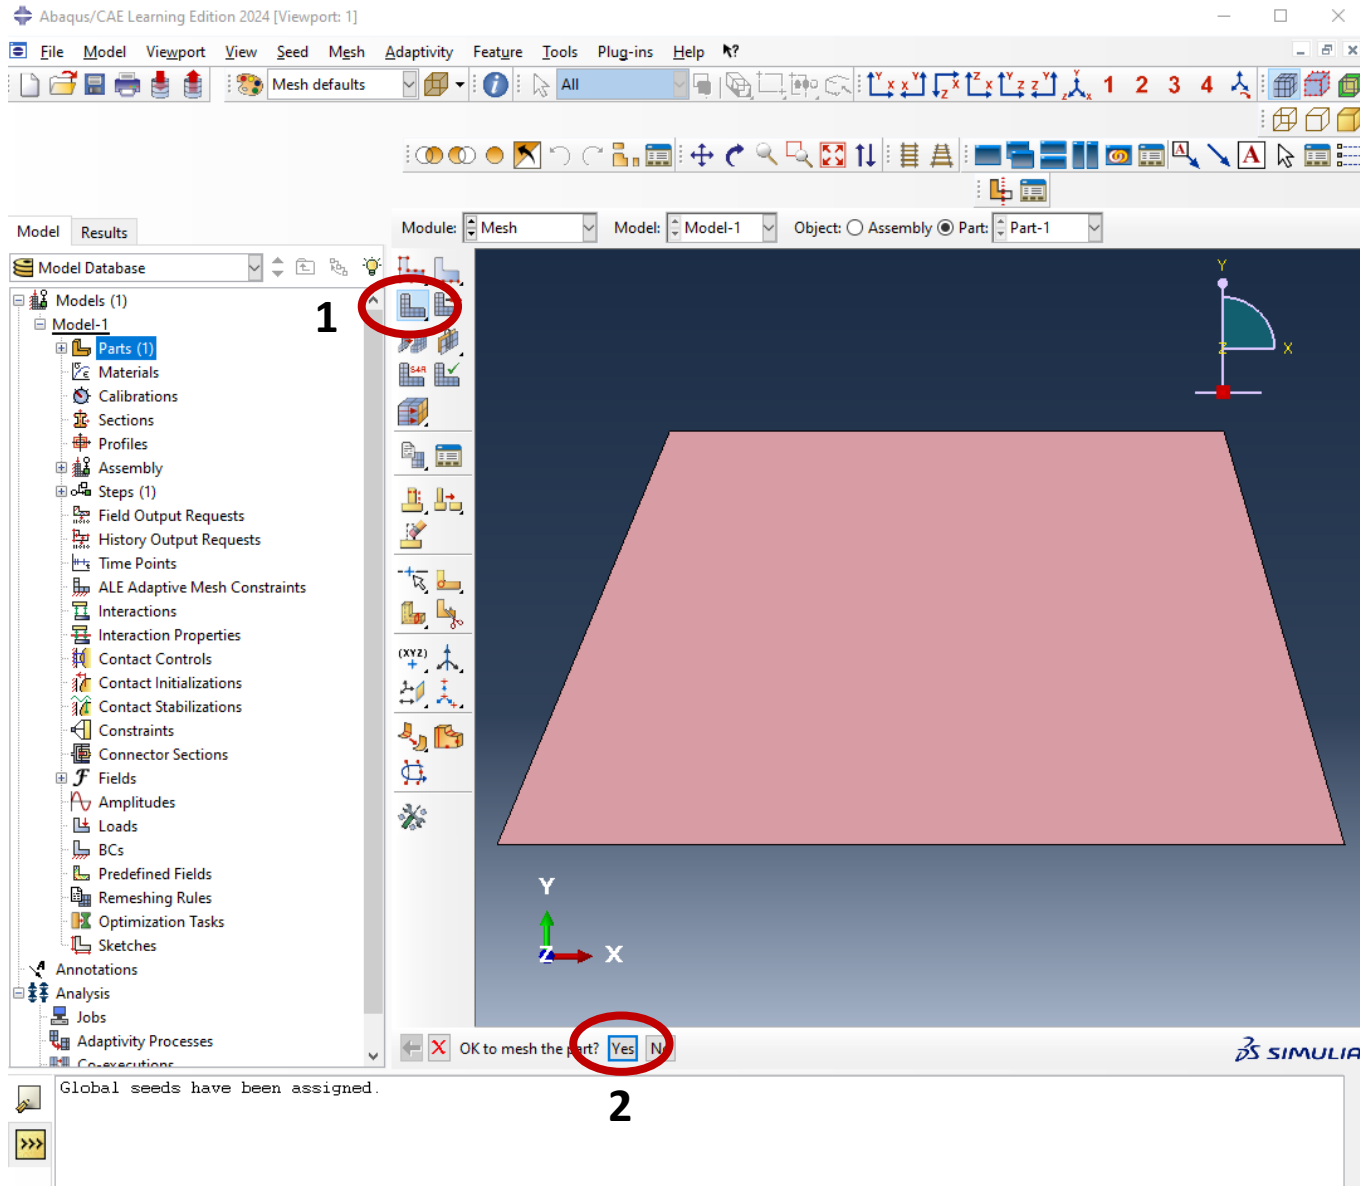 Abaqus/CAE Learning Edition 2024 [Viewport: 1]
File Model Viewport View Seed Mesh Adaptivity Feature Tools Plug-ins Help
Mesh defaults All 1 2 3 4
A A
Module: Mesh Model: Model-1 Object: Assembly Part: Part-1
Model Results
Model Database
Models (1)
Model-1
Parts (1)
Materials
Calibrations
Sections
Profiles
Assembly
Steps (1)
Field Output Requests
History Output Requests
Time Points
ALE Adaptive Mesh Constraints
Interactions
Interaction Properties
Contact Controls
Contact Initializations
Contact Stabilizations
Constraints
Connector Sections
Fields
Amplitudes
Loads
BCs
Predefined Fields
Remeshing Rules
Optimization Tasks
Sketches
Annotations
Analysis
Jobs
Adaptivity Processes
Co-executions
1
S4R
(XYZ)
Y
Z X
Y
Z X
OK to mesh the part? Yes No
SIMULIA
2
Global seeds have been assigned.
>>>